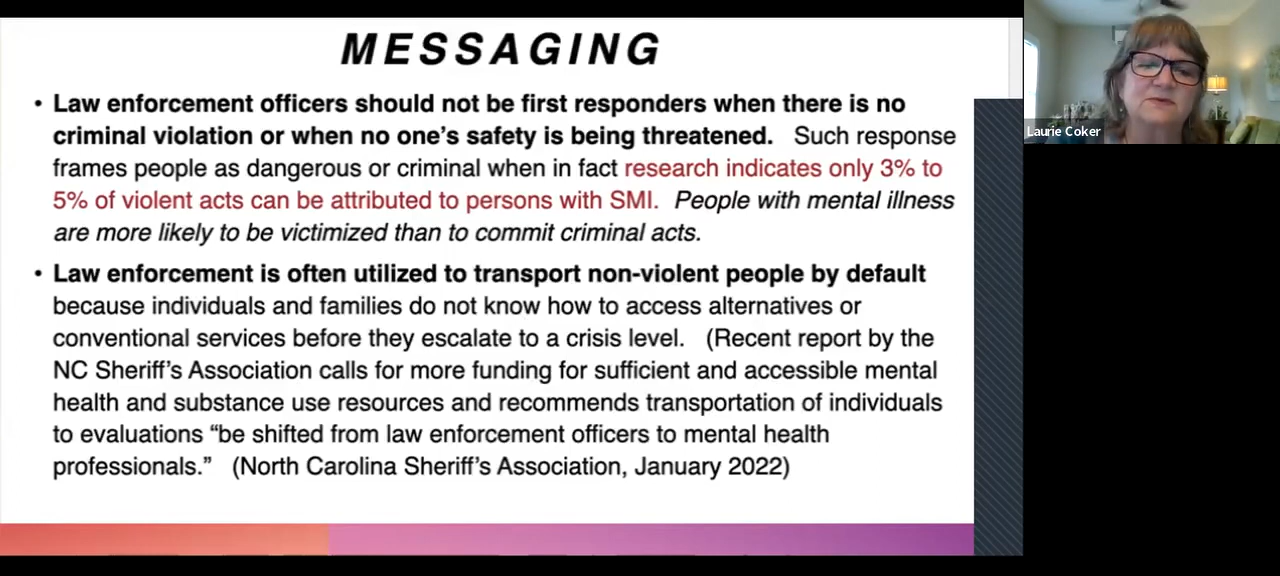 MESSAGING
• Law enforcement officers should not be first responders when there is no
criminal violation or when no one's safety is being threatened. Such response
frames people as dangerous or criminal when in fact research indicates only 3% to
5% of violent acts can be attributed to persons with SMI. People with mental illness
are more likely to be victimized than to commit criminal acts.
• Law enforcement is often utilized to transport non-violent people by default
because individuals and families do not know how to access alternatives or
conventional services before they escalate to a crisis level. (Recent report by the
NC Sheriff's Association calls for more funding for sufficient and accessible mental
health and substance use resources and recommends transportation of individuals
to evaluations “be shifted from law enforcement officers to mental health
professionals.” (North Carolina Sheriff's Association, January 2022)
Laurie Coker